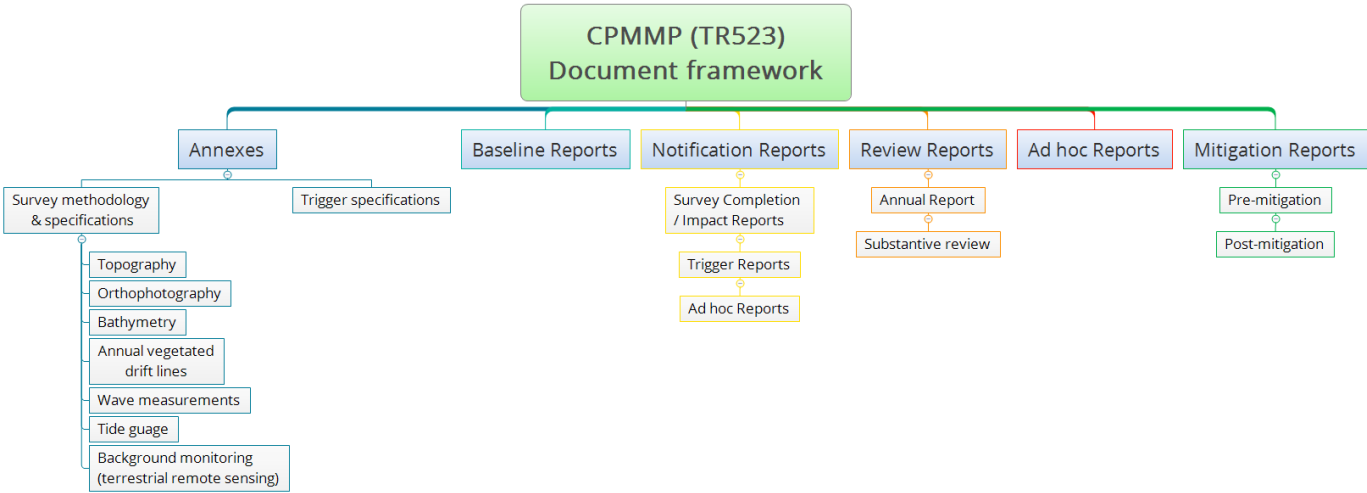 CPMMP (TR523)
Document framework
Annexes
Baseline Reports
Notification Reports
Review Reports
Ad hoc Reports
Mitigation Reports
Survey methodology
& specifications
Trigger specifications
Survey Completion
/ Impact Reports
Annual Report
Pre-mitigation
Substantive review
Post-mitigation
Topography
Trigger Reports
Orthophotography
Ad hoc Reports
Bathymetry
Annual vegetated
drift lines
Wave measurements
Tide guage
Background monitoring
(terrestrial remote sensing)